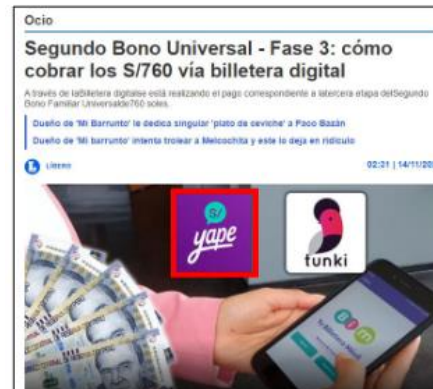 Ocio
Segundo Bono Universal - Fase 3: cómo
cobrar los S/760 vía billetera digital
A través de laBilletera digitalse está realizando el pago correspondiente a latercera etapa delSegundo
Bono Familiar Universalde760 soles.
Dueño de 'Mi Barrunto' le dedica singular 'plato de ceviche' a Paco Bazán
Dueño de 'Mi barrunto' intenta trolear a Melcochita y este lo deja en ridículo
L LÍBERO
02:31 | 14/11/20
S/
yape
tunki
Bim